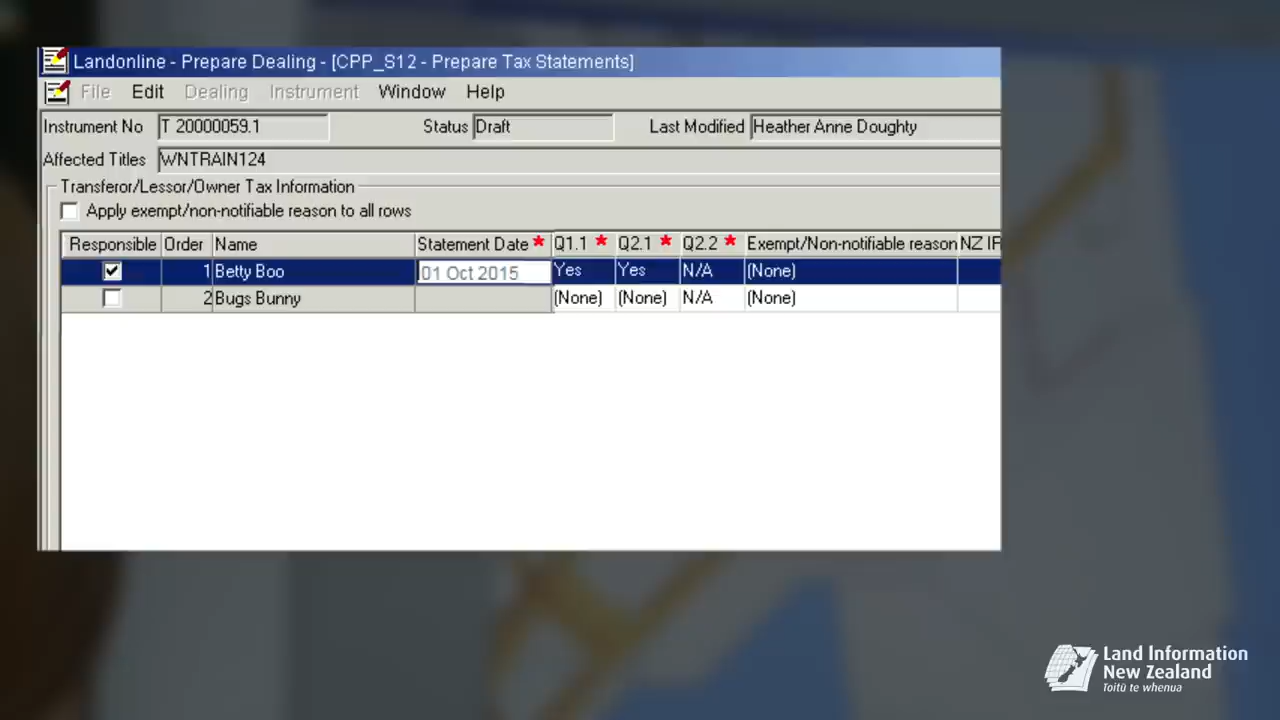 Landonline - Prepare Dealing - [CPP_S12 - Prepare Tax Statements]
File Edit Dealing Instrument Window Help
Instrument No T 20000059.1 Status Draft Last Modified Heather Anne Doughty
Affected Titles WNTRAIN124
Transferor/Lessor/Owner Tax Information
Apply exempt/non-notifiable reason to all rows
Responsible Order Name Statement Date * Q1.1 * Q2.1 * Q2.2 * Exempt/Non-notifiable reason NZ IF
1 Betty Boo 01 Oct 2015 Yes Yes N/A (None)
2 Bugs Bunny (None) (None) N/A (None)
Land Information
New Zealand
Toitū te whenua